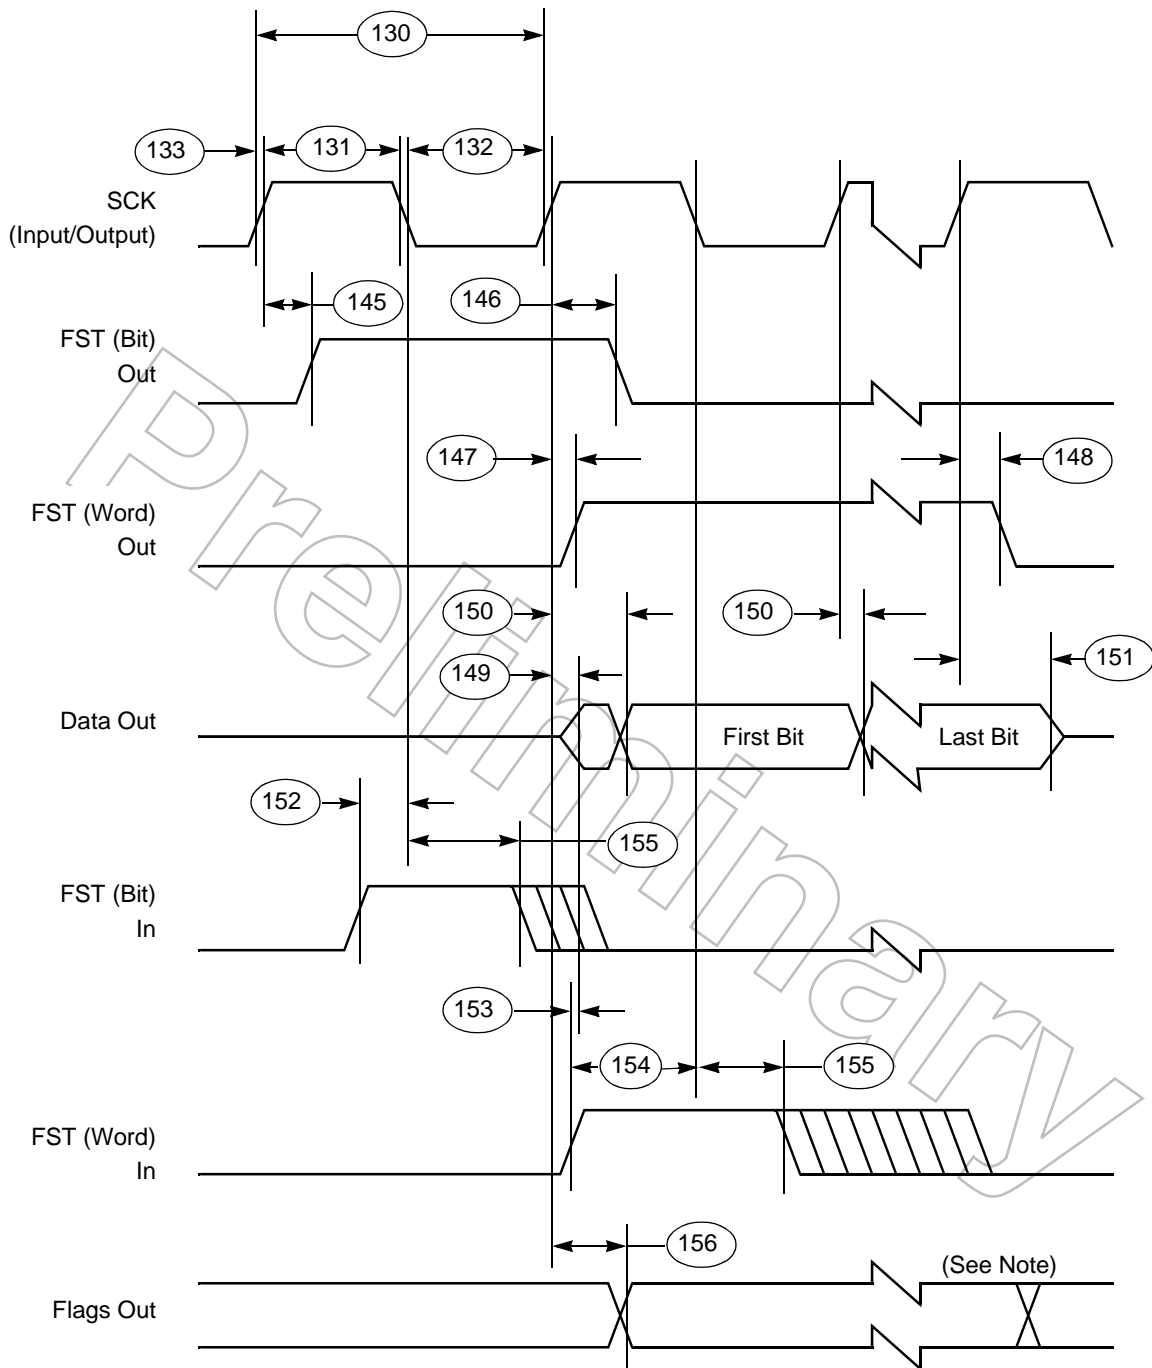 130
133
131
132
SCK
(Input/Output)
145
146
FST (Bit)
Out
147
148
FST (Word)
Out
150
150
149
151
Data Out
First Bit
Last Bit
152
155
FST (Bit)
In
153
154
155
FST (Word)
In
156
(See Note)
Flags Out
Preliminary